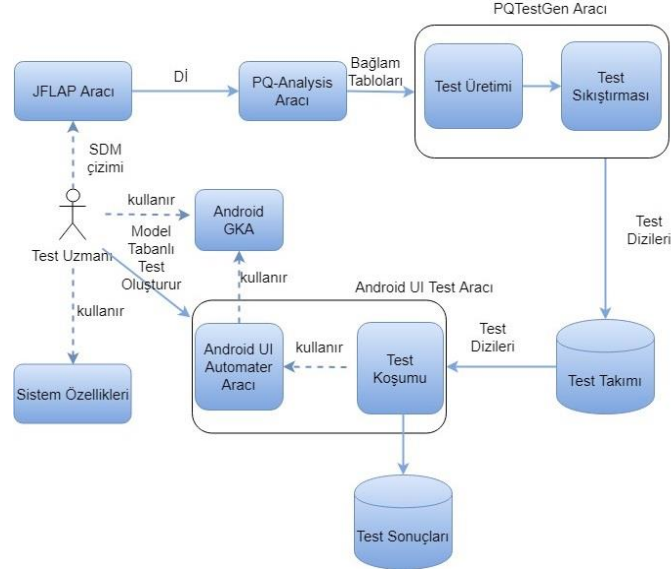 PQTestGen Aracı
JFLAP Aracı
Dİ
PQ-Analysis
Aracı
Bağlam
Tabloları
Test Üretimi
Test
Sıkıştırması
SDM
çizimi
kullanır
Android
GKA
Test
Dizileri
Test Uzmanı
Model
Tabanlı
Test
Oluşturur
kullanır
Android UI Test Aracı
kullanır
Android UI
Automater
Aracı
kullanır
Test
Koşumu
Test
Dizileri
Test Takımı
Sistem Özellikleri
Test Sonuçları